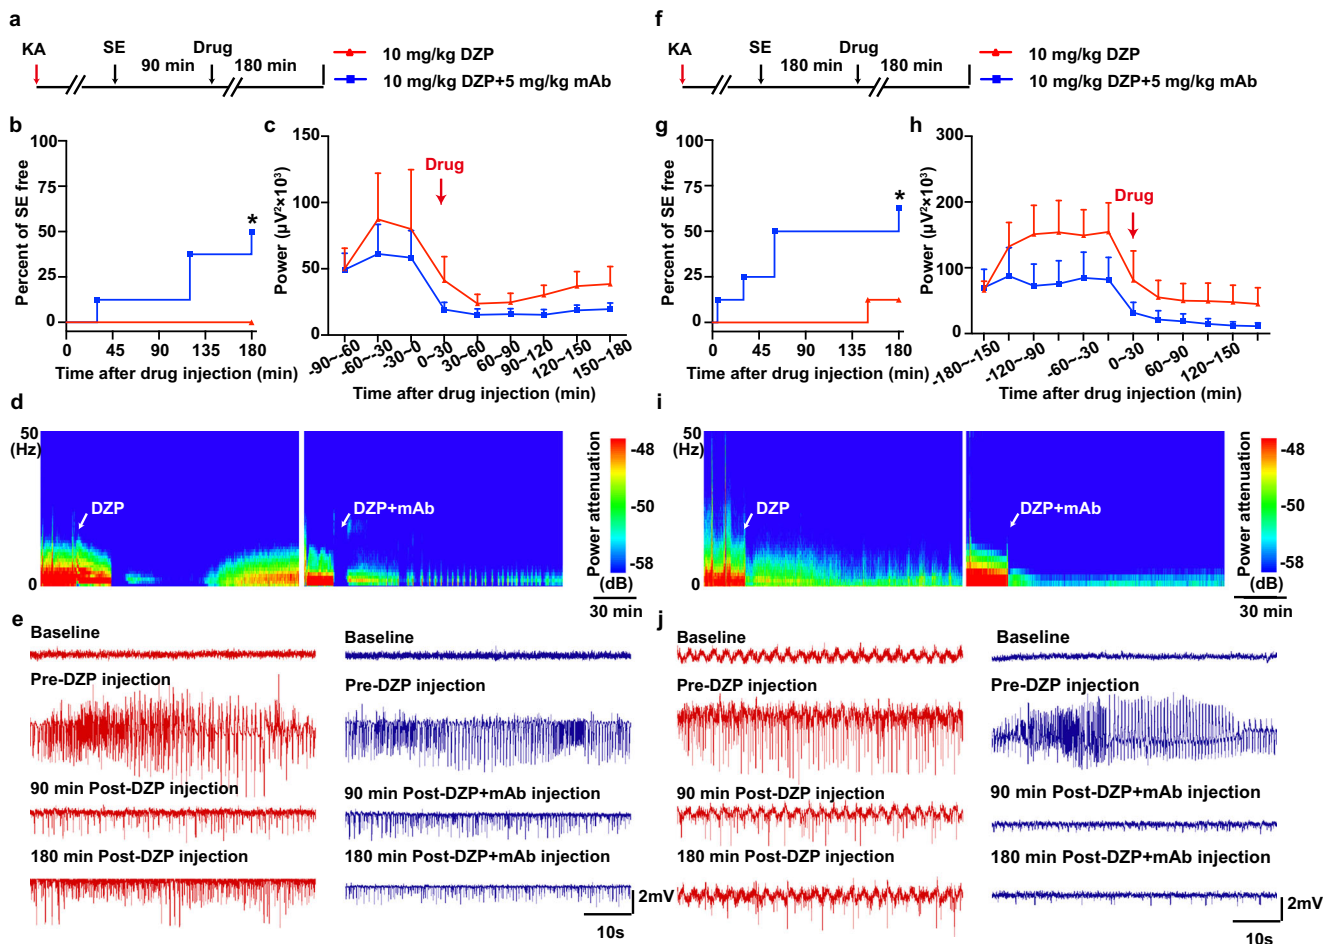 a
KA
SE
Drug
90 min
180 min
10 mg/kg DZP
10 mg/kg DZP+5 mg/kg mAb
b
Percent of SE free
100
75
50
25
0
*
0 45 90 135 180
Time after drug injection (min)
c
Power (µV²×10³)
150
100
50
0
Drug
-90~-60 -60~-30 -30~0 0~30 30~60 60~90 90~120 120~150 150~180
Time after drug injection (min)
d
50
(Hz)
0
DZP
DZP+mAb
Power attenuation
(dB)
-48
-50
-58
30 min
e
Baseline
Pre-DZP injection
90 min Post-DZP injection
180 min Post-DZP injection
Baseline
Pre-DZP injection
90 min Post-DZP+mAb injection
180 min Post-DZP+mAb injection
2mV
10s
f
KA
SE
Drug
180 min
180 min
10 mg/kg DZP
10 mg/kg DZP+5 mg/kg mAb
g
Percent of SE free
100
75
50
25
0
*
0 45 90 135 180
Time after drug injection (min)
h
Power (µV²×10³)
300
200
100
0
Drug
-180~-150 -120~-90 -60~-30 0~30 60~90 120~150
Time after drug injection (min)
i
50
(Hz)
0
DZP
DZP+mAb
Power attenuation
(dB)
-48
-50
-58
30 min
j
Baseline
Pre-DZP injection
90 min Post-DZP injection
180 min Post-DZP injection
Baseline
Pre-DZP injection
90 min Post-DZP+mAb injection
180 min Post-DZP+mAb injection
2mV
10s